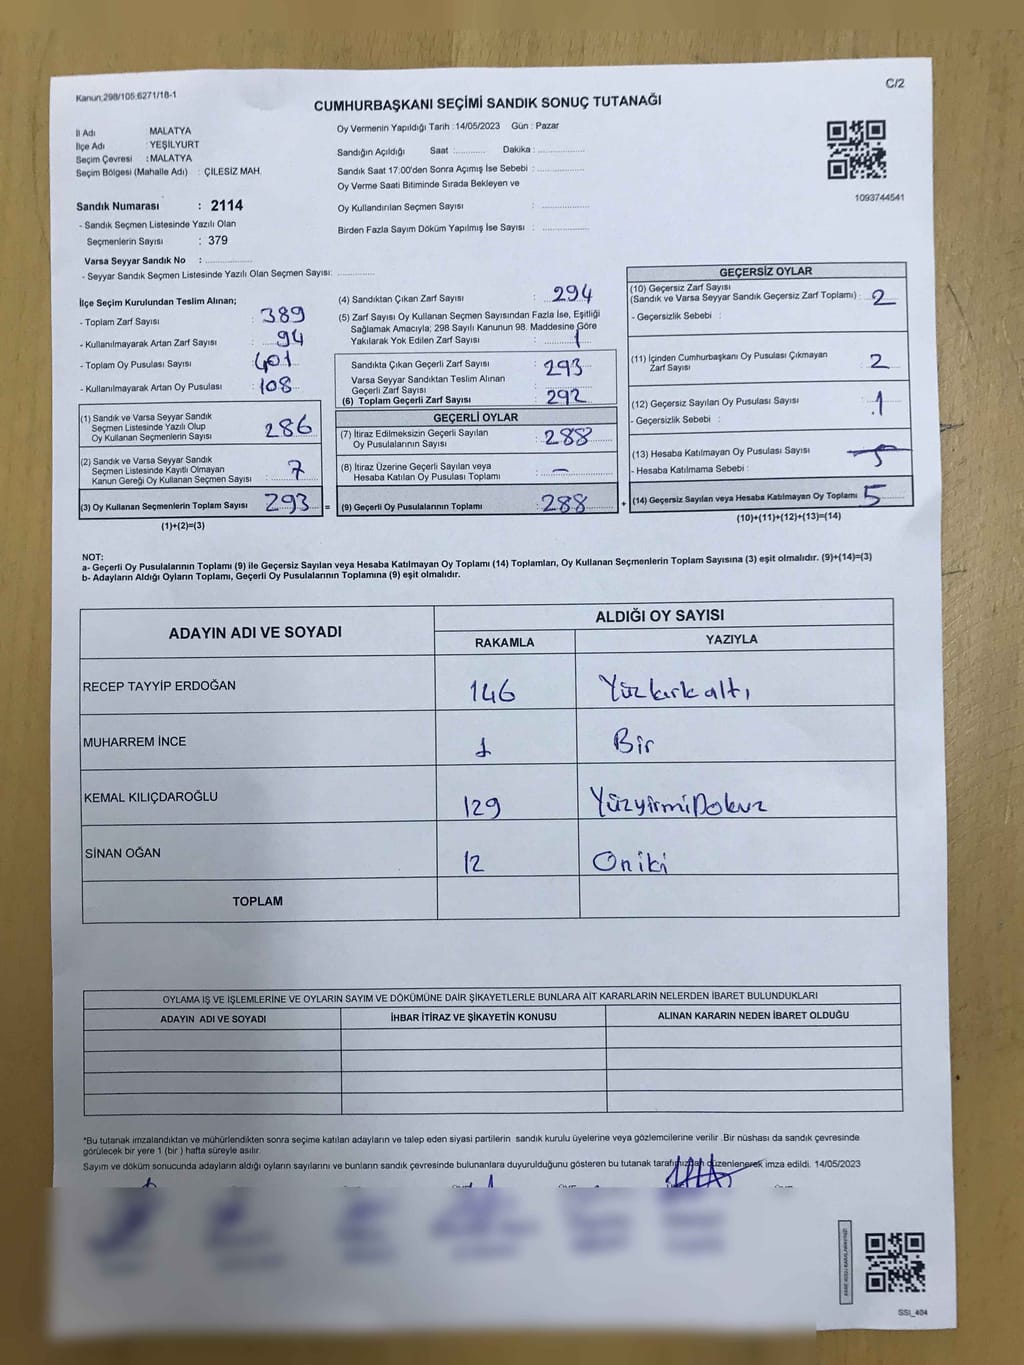 Kanun:298/105;6271/18-1
C/2
CUMHURBAŞKANI SEÇİMİ SANDIK SONUÇ TUTANAĞI
İl Adı MALATYA
İlçe Adı : YEŞİLYURT
Seçim Çevresi : MALATYA
Seçim Bölgesi (Mahalle Adı) : ÇİLESİZ MAH.
Sandık Numarası : 2114
- Sandık Seçmen Listesinde Yazılı Olan
Seçmenlerin Sayısı : 379
Varsa Seyyar Sandık No :
- Seyyar Sandık Seçmen Listesinde Yazılı Olan Seçmen Sayısı:
Oy Vermenin Yapıldığı Tarih :14/05/2023 Gün : Pazar
Sandığın Açıldığı Saat : Dakika :
Sandık Saat 17:00'den Sonra Açımış İse Sebebi :
Oy Verme Saati Bitiminde Sırada Bekleyen ve
Oy Kullandırılan Seçmen Sayısı :
Birden Fazla Sayım Döküm Yapılmış İse Sayısı :
1093744541
İlçe Seçim Kurulundan Teslim Alınan;
- Toplam Zarf Sayısı : 389
- Kullanılmayarak Artan Zarf Sayısı : 94
- Toplam Oy Pusulası Sayısı : 401
- Kullanılmayarak Artan Oy Pusulası : 108
(1) Sandık ve Varsa Seyyar Sandık
Seçmen Listesinde Yazılı Olup
Oy Kullanan Seçmenlerin Sayısı : 286
(2) Sandık ve Varsa Seyyar Sandık
Seçmen Listesinde Kayıtlı Olmayan
Kanun Gereği Oy Kullanan Seçmen Sayısı : 7
(3) Oy Kullanan Seçmenlerin Toplam Sayısı 293 =
(1)+(2)=(3)
(4) Sandıktan Çıkan Zarf Sayısı : 294
(5) Zarf Sayısı Oy Kullanan Seçmen Sayısından Fazla İse, Eşitliği
Sağlamak Amacıyla; 298 Sayılı Kanunun 98. Maddesine Göre
Yakılarak Yok Edilen Zarf Sayısı : 1
Sandıkta Çıkan Geçerli Zarf Sayısı : 293
Varsa Seyyar Sandıktan Teslim Alınan
Geçerli Zarf Sayısı :
(6) Toplam Geçerli Zarf Sayısı : 292
GEÇERLİ OYLAR
(7) İtiraz Edilmeksizin Geçerli Sayılan
Oy Pusulalarının Sayısı : 288
(8) İtiraz Üzerine Geçerli Sayılan veya
Hesaba Katılan Oy Pusulası Toplamı : –
(9) Geçerli Oy Pusulalarının Toplamı : 288 +
GEÇERSİZ OYLAR
(10) Geçersiz Zarf Sayısı
(Sandık ve Varsa Seyyar Sandık Geçersiz Zarf Toplamı) : 2
- Geçersizlik Sebebi :
(11) İçinden Cumhurbaşkanı Oy Pusulası Çıkmayan
Zarf Sayısı : 2
(12) Geçersiz Sayılan Oy Pusulası Sayısı : 1
- Geçersizlik Sebebi :
(13) Hesaba Katılmayan Oy Pusulası Sayısı :
- Hesaba Katılmama Sebebi :
(14) Geçersiz Sayılan veya Hesaba Katılmayan Oy Toplamı : 5
(10)+(11)+(12)+(13)=(14)
NOT:
a- Geçerli Oy Pusulalarının Toplamı (9) ile Geçersiz Sayılan veya Hesaba Katılmayan Oy Toplamı (14) Toplamları, Oy Kullanan Seçmenlerin Toplam Sayısına (3) eşit olmalıdır. (9)+(14)=(3)
b- Adayların Aldığı Oyların Toplamı, Geçerli Oy Pusulalarının Toplamına (9) eşit olmalıdır.
ADAYIN ADI VE SOYADI
ALDIĞI OY SAYISI
RAKAMLA YAZIYLA
RECEP TAYYİP ERDOĞAN 146 Yüzkırkaltı
MUHARREM İNCE 1 Bir
KEMAL KILIÇDAROĞLU 129 YüzyirmiDokuz
SİNAN OĞAN 12 Oniki
TOPLAM
OYLAMA İŞ VE İŞLEMLERİNE VE OYLARIN SAYIM VE DÖKÜMÜNE DAİR ŞİKAYETLERLE BUNLARA AİT KARARLARIN NELERDEN İBARET BULUNDUKLARI
ADAYIN ADI VE SOYADI İHBAR İTİRAZ VE ŞİKAYETİN KONUSU ALINAN KARARIN NEDEN İBARET OLDUĞU
*Bu tutanak imzalandıktan ve mühürlendikten sonra seçime katılan adayların ve talep eden siyasi partilerin sandık kurulu üyelerine veya gözlemcilerine verilir .Bir nüshası da sandık çevresinde
görülecek bir yere 1 (bir ) hafta süreyle asılır.
Sayım ve döküm sonucunda adayların aldığı oyların sayılarını ve bunların sandık çevresinde bulunanlara duyurulduğunu gösteren bu tutanak tarafımızdan düzenlenerek imza edildi. 14/05/2023
SSI_404